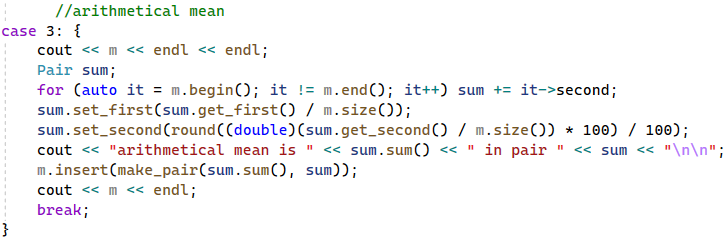 //arithmetical mean
case 3: {
cout << m << endl << endl;
Pair sum;
for (auto it = m.begin(); it != m.end(); it++) sum += it->second;
sum.set_first(sum.get_first() / m.size());
sum.set_second(round((double)(sum.get_second() / m.size()) * 100) / 100);
cout << "arithmetical mean is " << sum.sum() << " in pair " << sum << "\n\n";
m.insert(make_pair(sum.sum(), sum));
cout << m << endl;
break;
}